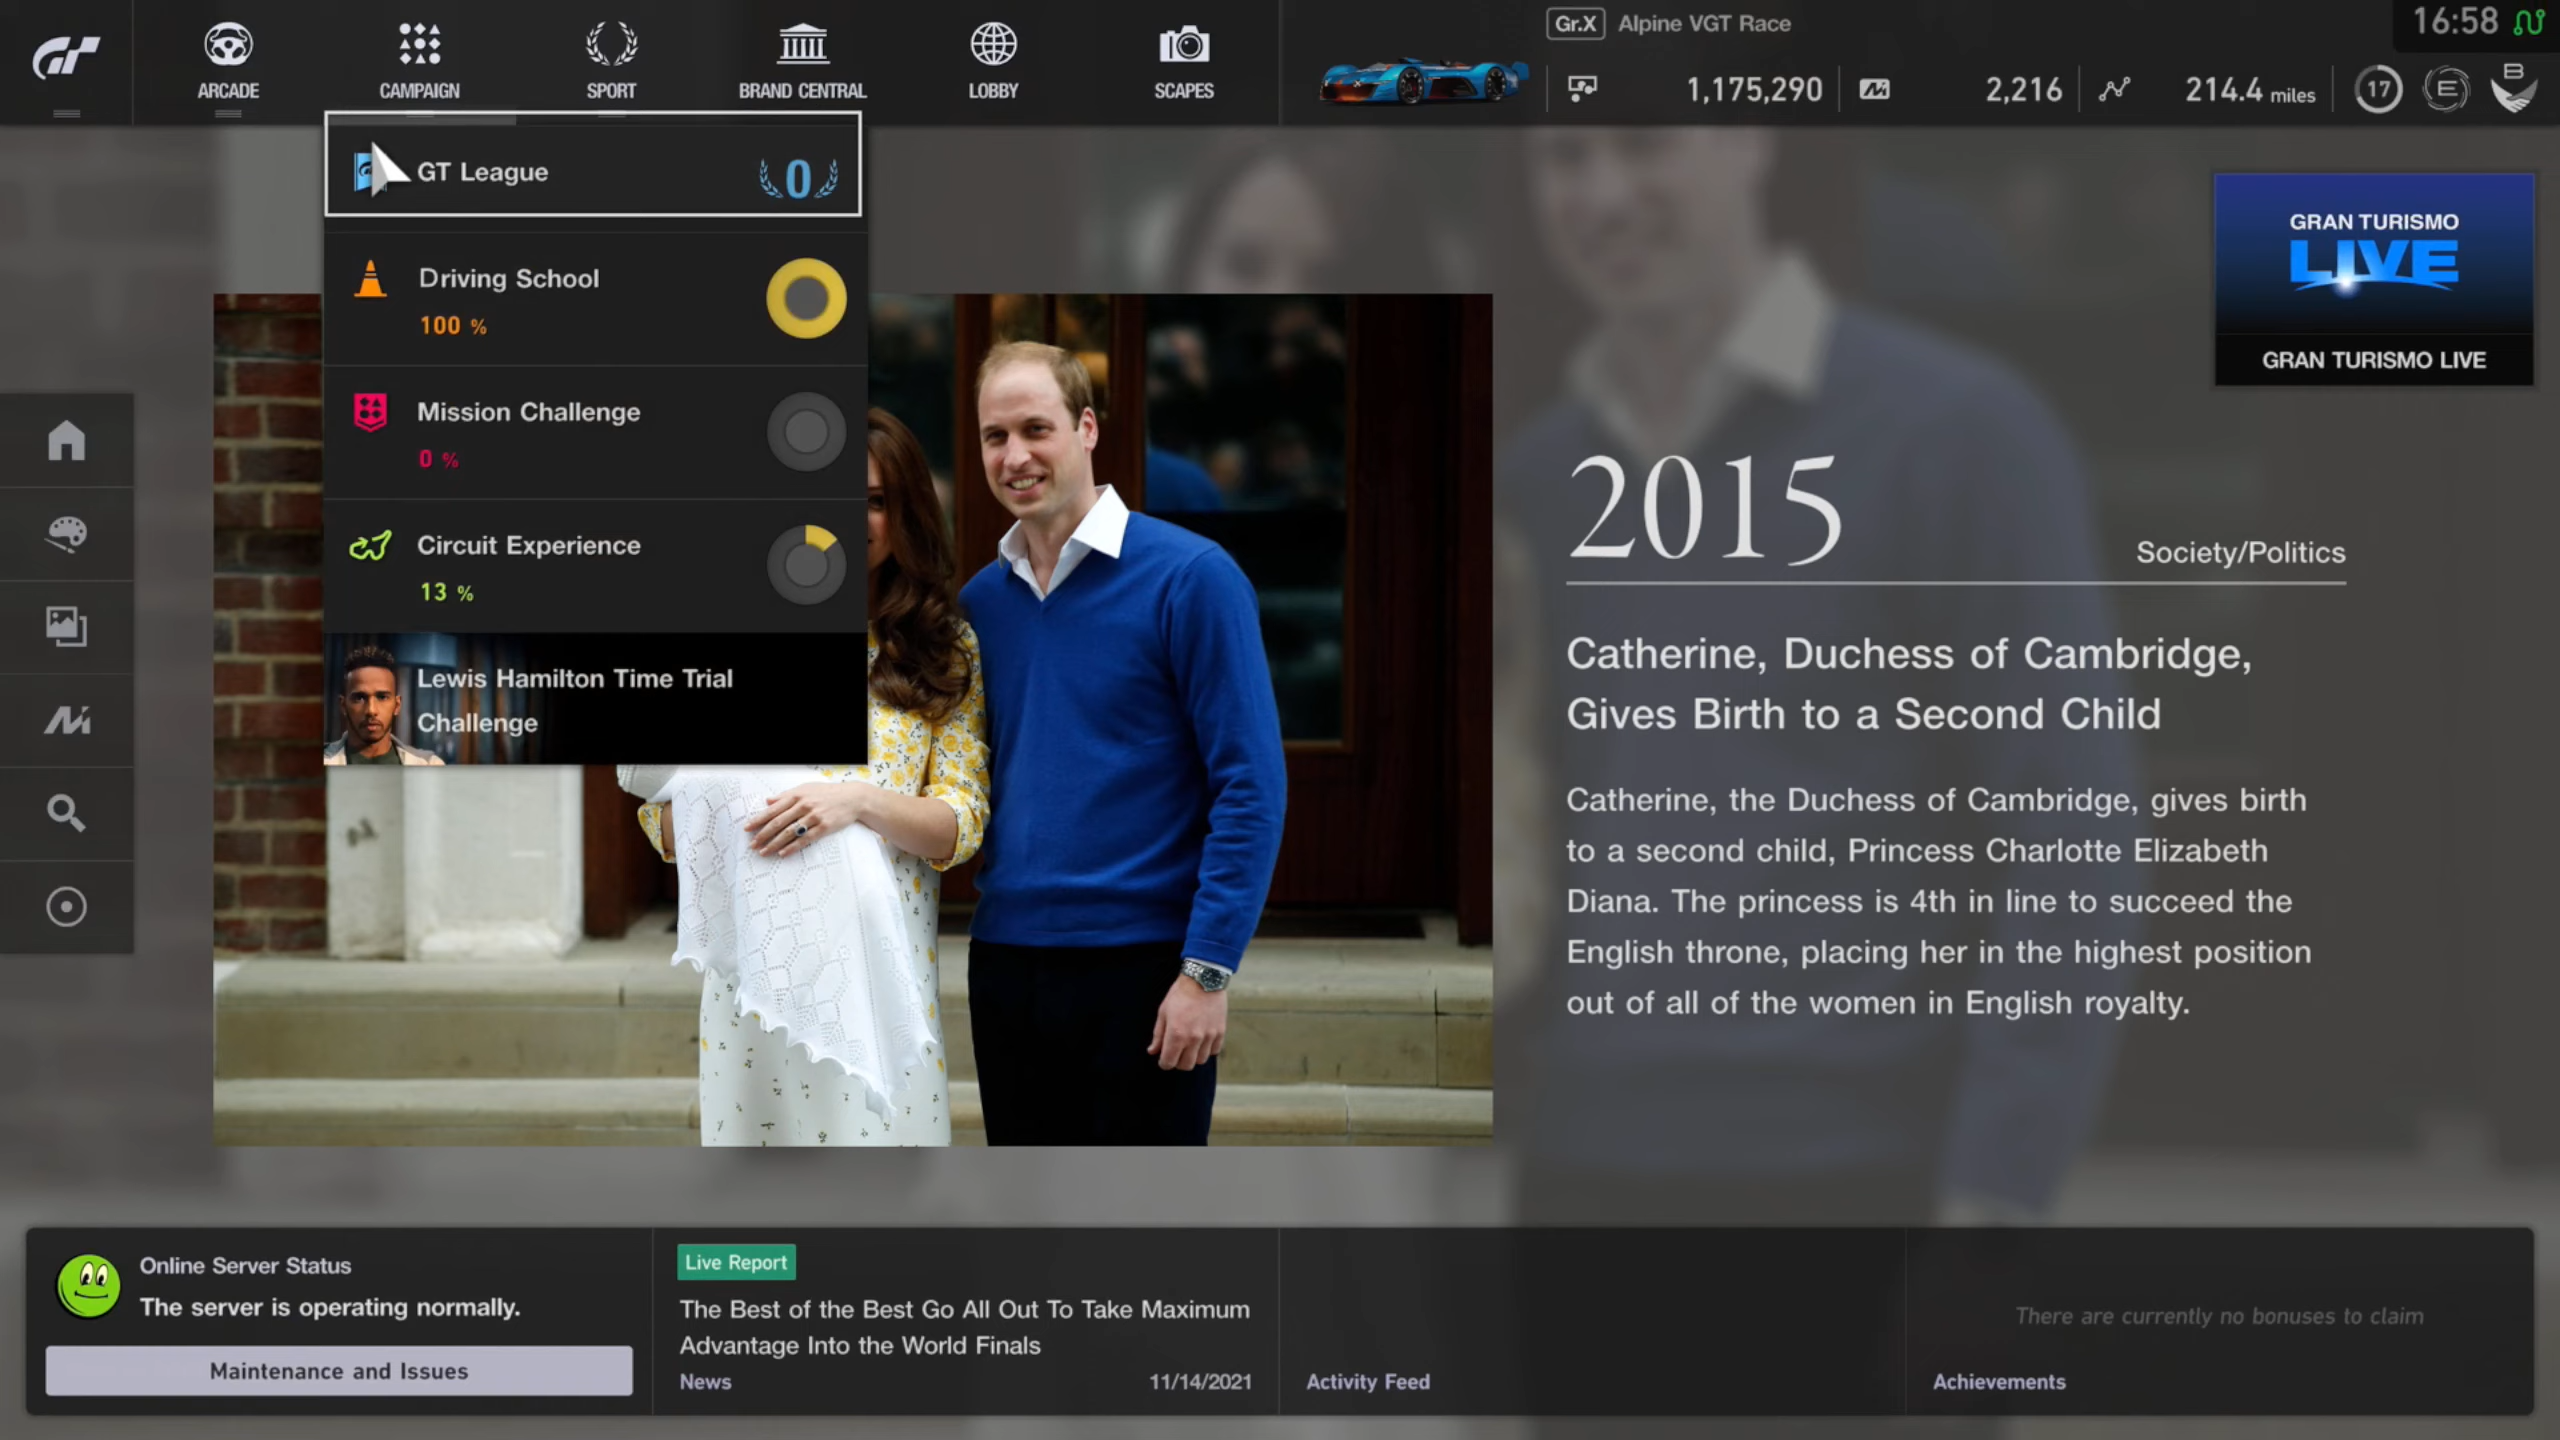 Gr.X Alpine VGT Race
16:58
ARCADE
CAMPAIGN
SPORT
BRAND CENTRAL
LOBBY
SCAPES
1,175,290
2,216
214.4 miles
17
E
B
GT League
0
Driving School
100 %
Mission Challenge
0 %
Circuit Experience
13 %
Lewis Hamilton Time Trial
Challenge
GRAN TURISMO
LIVE
GRAN TURISMO LIVE
2015
Society/Politics
Catherine, Duchess of Cambridge,
Gives Birth to a Second Child
Catherine, the Duchess of Cambridge, gives birth
to a second child, Princess Charlotte Elizabeth
Diana. The princess is 4th in line to succeed the
English throne, placing her in the highest position
out of all of the women in English royalty.
Online Server Status
The server is operating normally.
Maintenance and Issues
Live Report
The Best of the Best Go All Out To Take Maximum
Advantage Into the World Finals
News
11/14/2021
Activity Feed
There are currently no bonuses to claim
Achievements